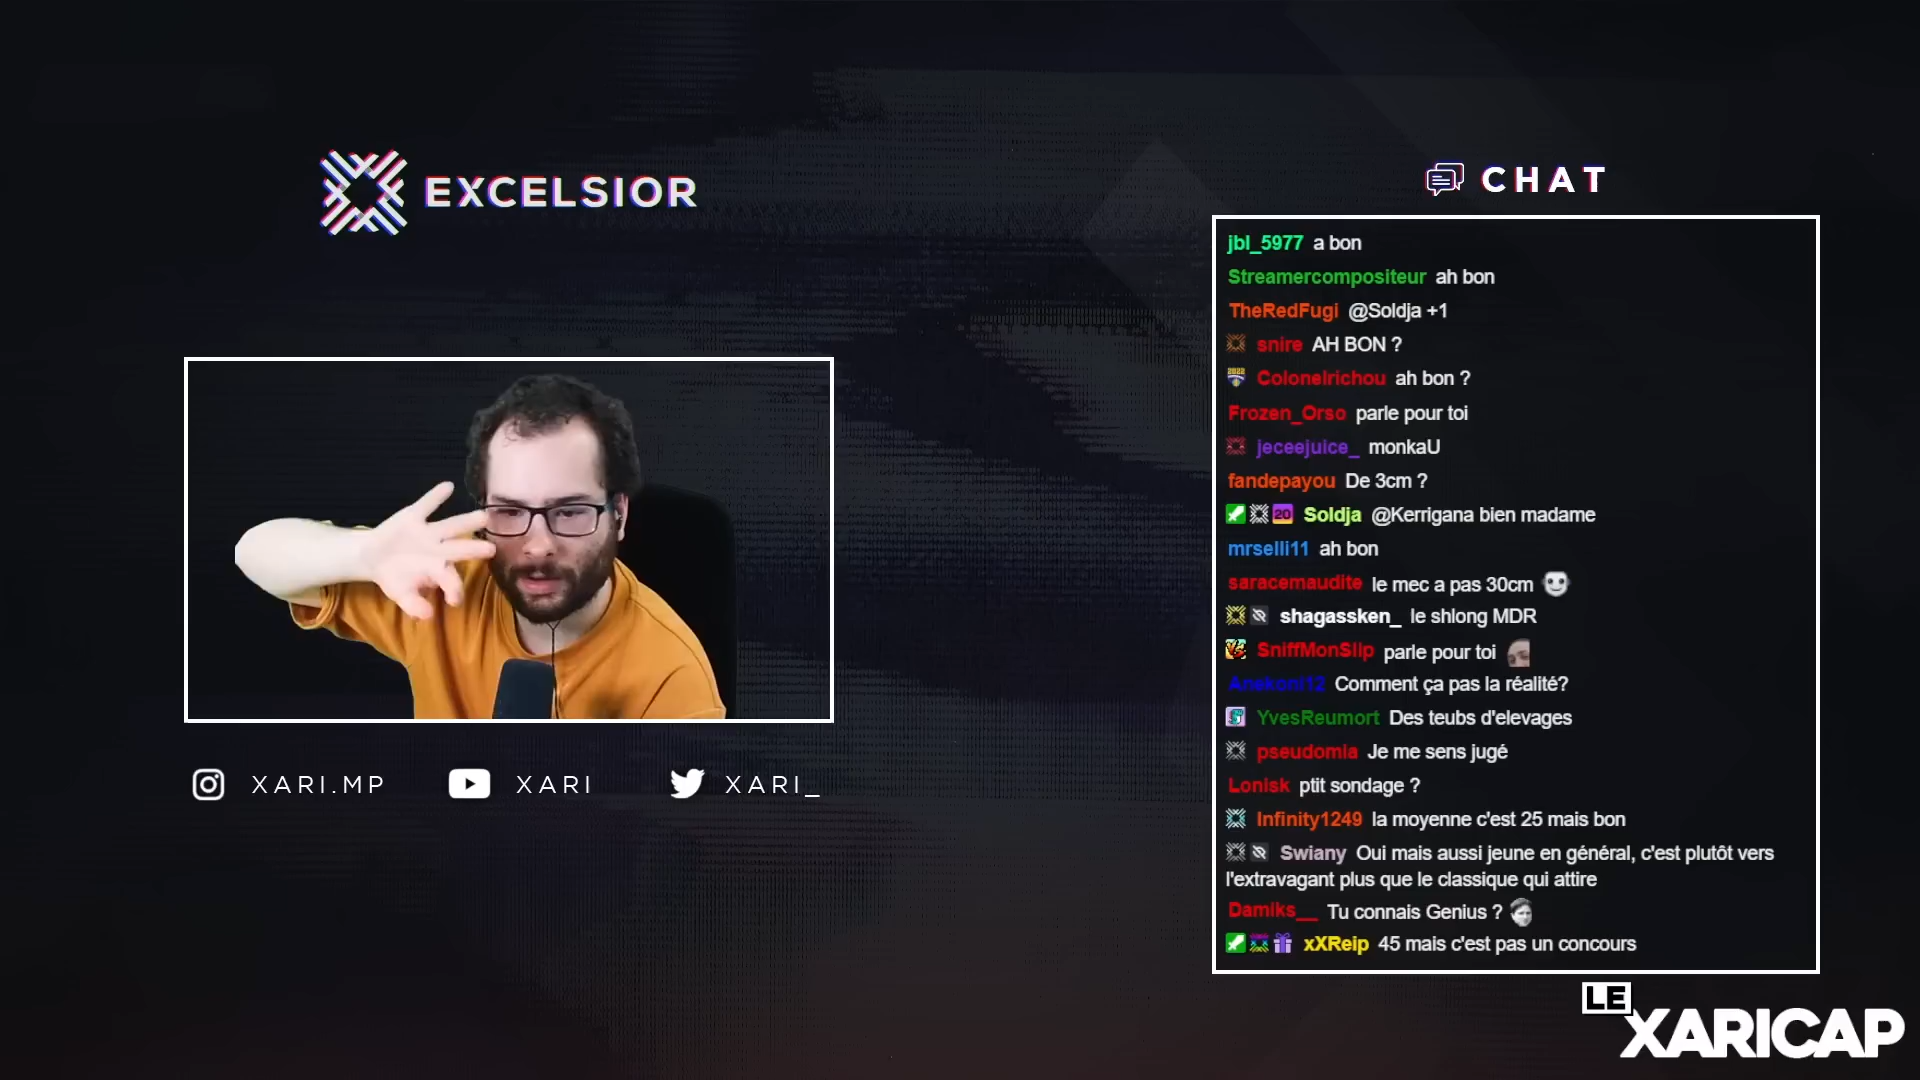 EXCELSIOR
CHAT
jbl_5977 a bon
Streamercompositeur ah bon
TheRedFugi @Soldja +1
snire AH BON ?
Colonelrichou ah bon ?
Frozen_Orso parle pour toi
jeceejuice_ monkaU
fandepayou De 3cm ?
20 Soldja @Kerrigana bien madame
mrselli11 ah bon
saracemaudite le mec a pas 30cm
shagassken_ le shlong MDR
SniffMonSlip parle pour toi
Anekoni12 Comment ça pas la réalité?
YvesReumort Des teubs d'elevages
pseudomia Je me sens jugé
Lonisk ptit sondage ?
Infinity1249 la moyenne c'est 25 mais bon
Swiany Oui mais aussi jeune en général, c'est plutôt vers
l'extravagant plus que le classique qui attire
Damiks__ Tu connais Genius ?
xXReip 45 mais c'est pas un concours
XARI.MP XARI XARI_
LE
XARICAP